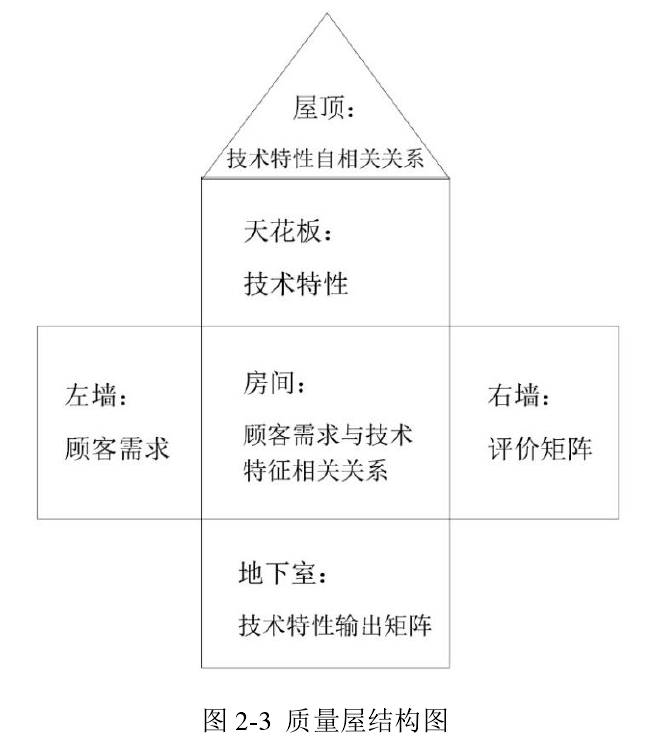 屋顶：
技术特性自相关关系
天花板：
技术特性
左墙：
顾客需求
房间：
顾客需求与技术
特征相关关系
右墙：
评价矩阵
地下室：
技术特性输出矩阵
图 2-3 质量屋结构图